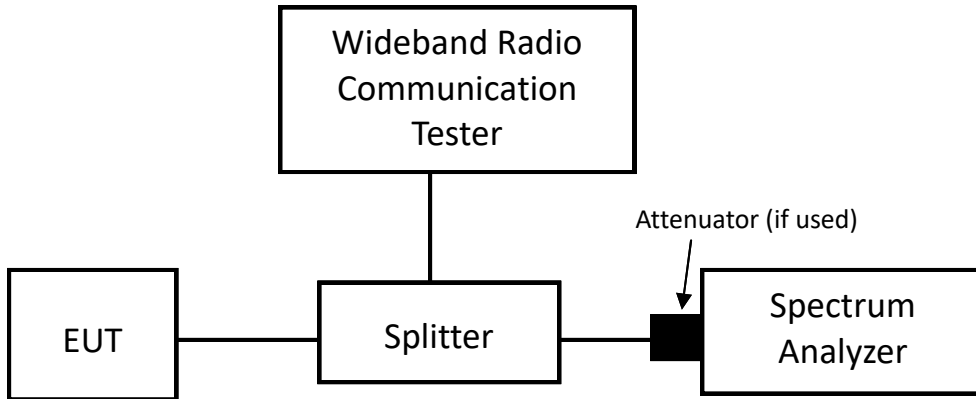 Wideband Radio
Communication
Tester
Attenuator (if used)
EUT
Splitter
Spectrum
Analyzer